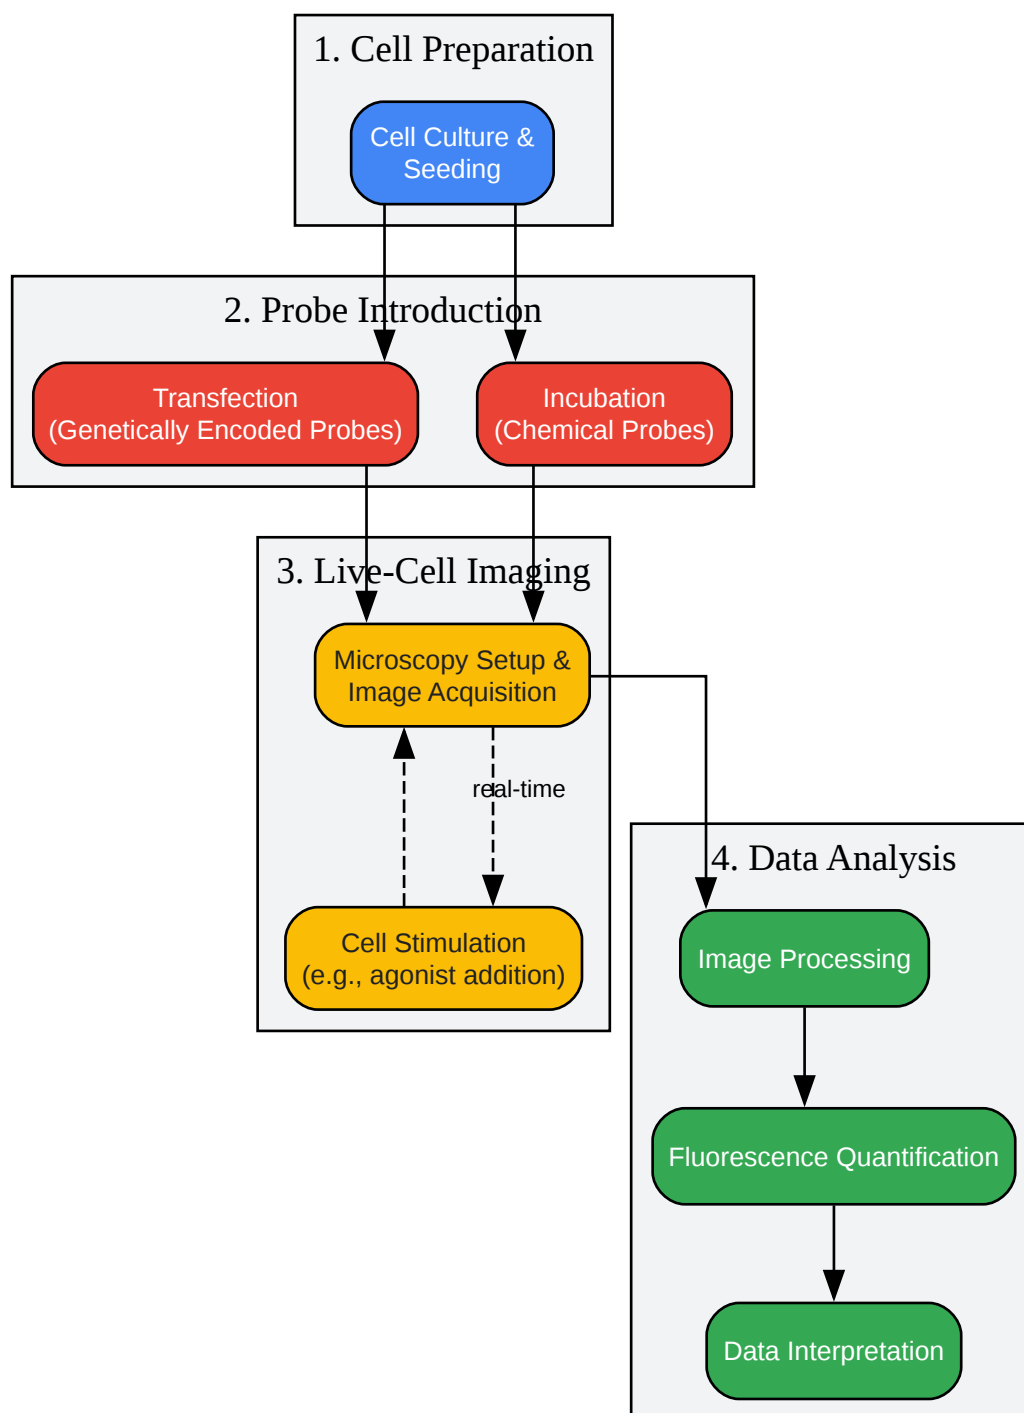 1. Cell Preparation
Cell Culture &
Seeding
2. Probe Introduction
Transfection
(Genetically Encoded Probes)
Incubation
(Chemical Probes)
3. Live-Cell Imaging
Microscopy Setup &
Image Acquisition
real-time
Cell Stimulation
(e.g., agonist addition)
4. Data Analysis
Image Processing
Fluorescence Quantification
Data Interpretation